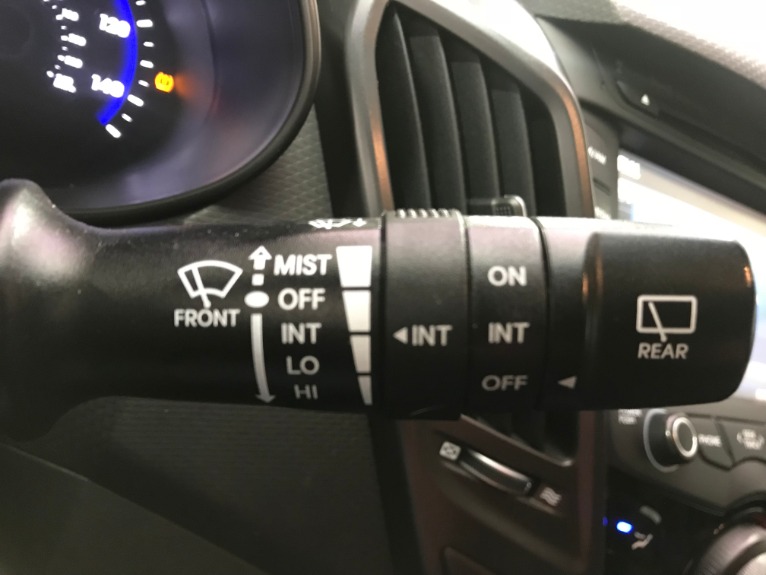 120
140
MIST
OFF
INT
LO
HI
FRONT
◀INT
ON
INT
OFF
REAR